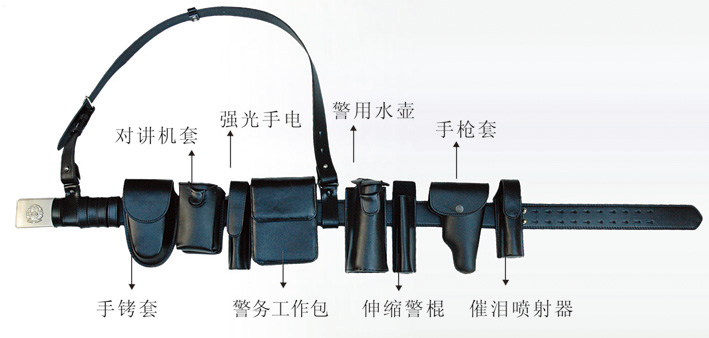 警用水壶
强光手电
手枪套
对讲机套
手铐套
警务工作包
伸缩警棍
催泪喷射器